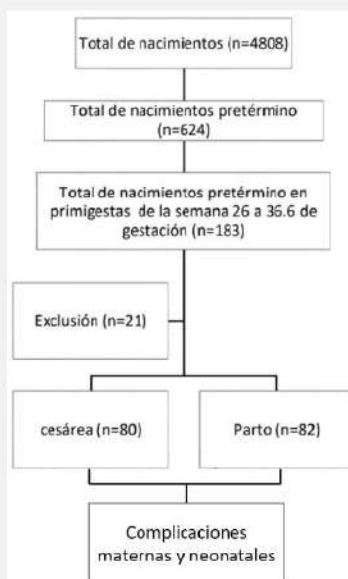 Total de nacimientos (n=4808)
Total de nacimientos pretérmino
(n=624)
Total de nacimientos pretérmino en
primigestas de la semana 26 a 36.6 de
gestación (n=183)
Exclusión (n=21)
cesárea (n=80)
Parto (n=82)
Complicaciones
maternas y neonatales